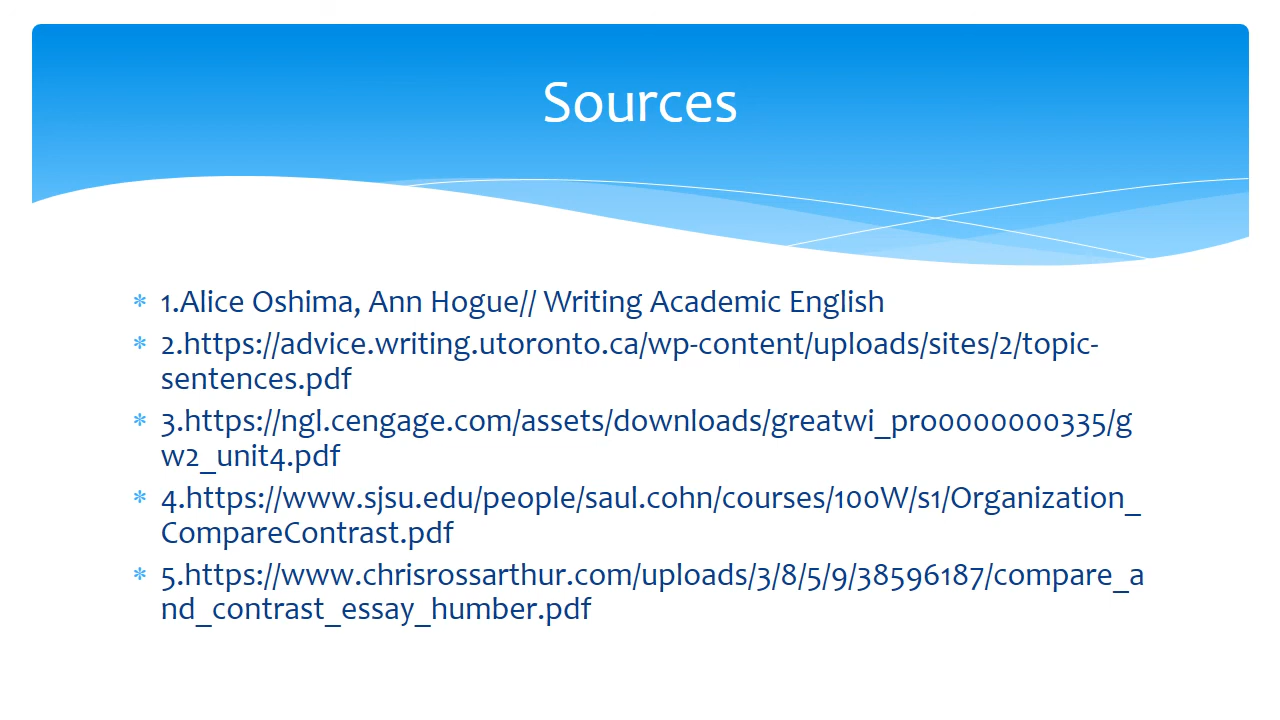 Sources
* 1.Alice Oshima, Ann Hogue// Writing Academic English
* 2.https://advice.writing.utoronto.ca/wp-content/uploads/sites/2/topic-
sentences.pdf
* 3.https://ngl.cengage.com/assets/downloads/greatwi_pro0000000335/g
w2_unit4.pdf
* 4.https://www.sjsu.edu/people/saul.cohn/courses/100W/s1/Organization_
CompareContrast.pdf
* 5.https://www.chrisrossarthur.com/uploads/3/8/5/9/38596187/compare_a
nd_contrast_essay_humber.pdf